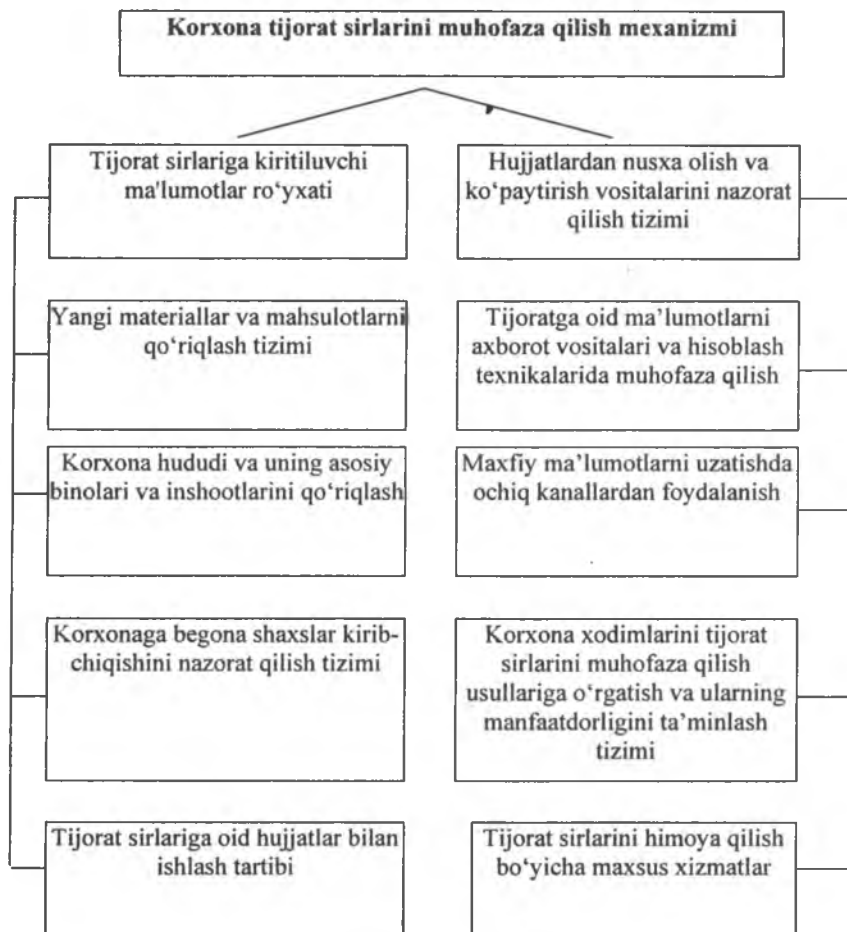 Korxona tijorat sirlarini muhofaza qilish mexanizmi
Tijorat sirlariga kiritiluvchi
ma'lumotlar ro‘yxati
Hujjatlardan nusxa olish va
ko‘paytirish vositalarini nazorat
qilish tizimi
Yangi materiallar va mahsulotlarni
qo‘riqlash tizimi
Tijoratga oid ma’lumotlarni
axborot vositalari va hisoblash
texnikalarida muhofaza qilish
Korxona hududi va uning asosiy
binolari va inshootlarini qo‘riqlash
Maxfiy ma’lumotlarni uzatishda
ochiq kanallardan foydalanish
Korxonaga begona shaxslar kirib-
chiqishini nazorat qilish tizimi
Korxona xodimlarini tijorat
sirlarini muhofaza qilish
usullariga o‘rgatish va ularning
manfaatdorligini ta’minlash
tizimi
Tijorat sirlariga oid hujjatlar bilan
ishlash tartibi
Tijorat sirlarini himoya qilish
bo‘yicha maxsus xizmatlar